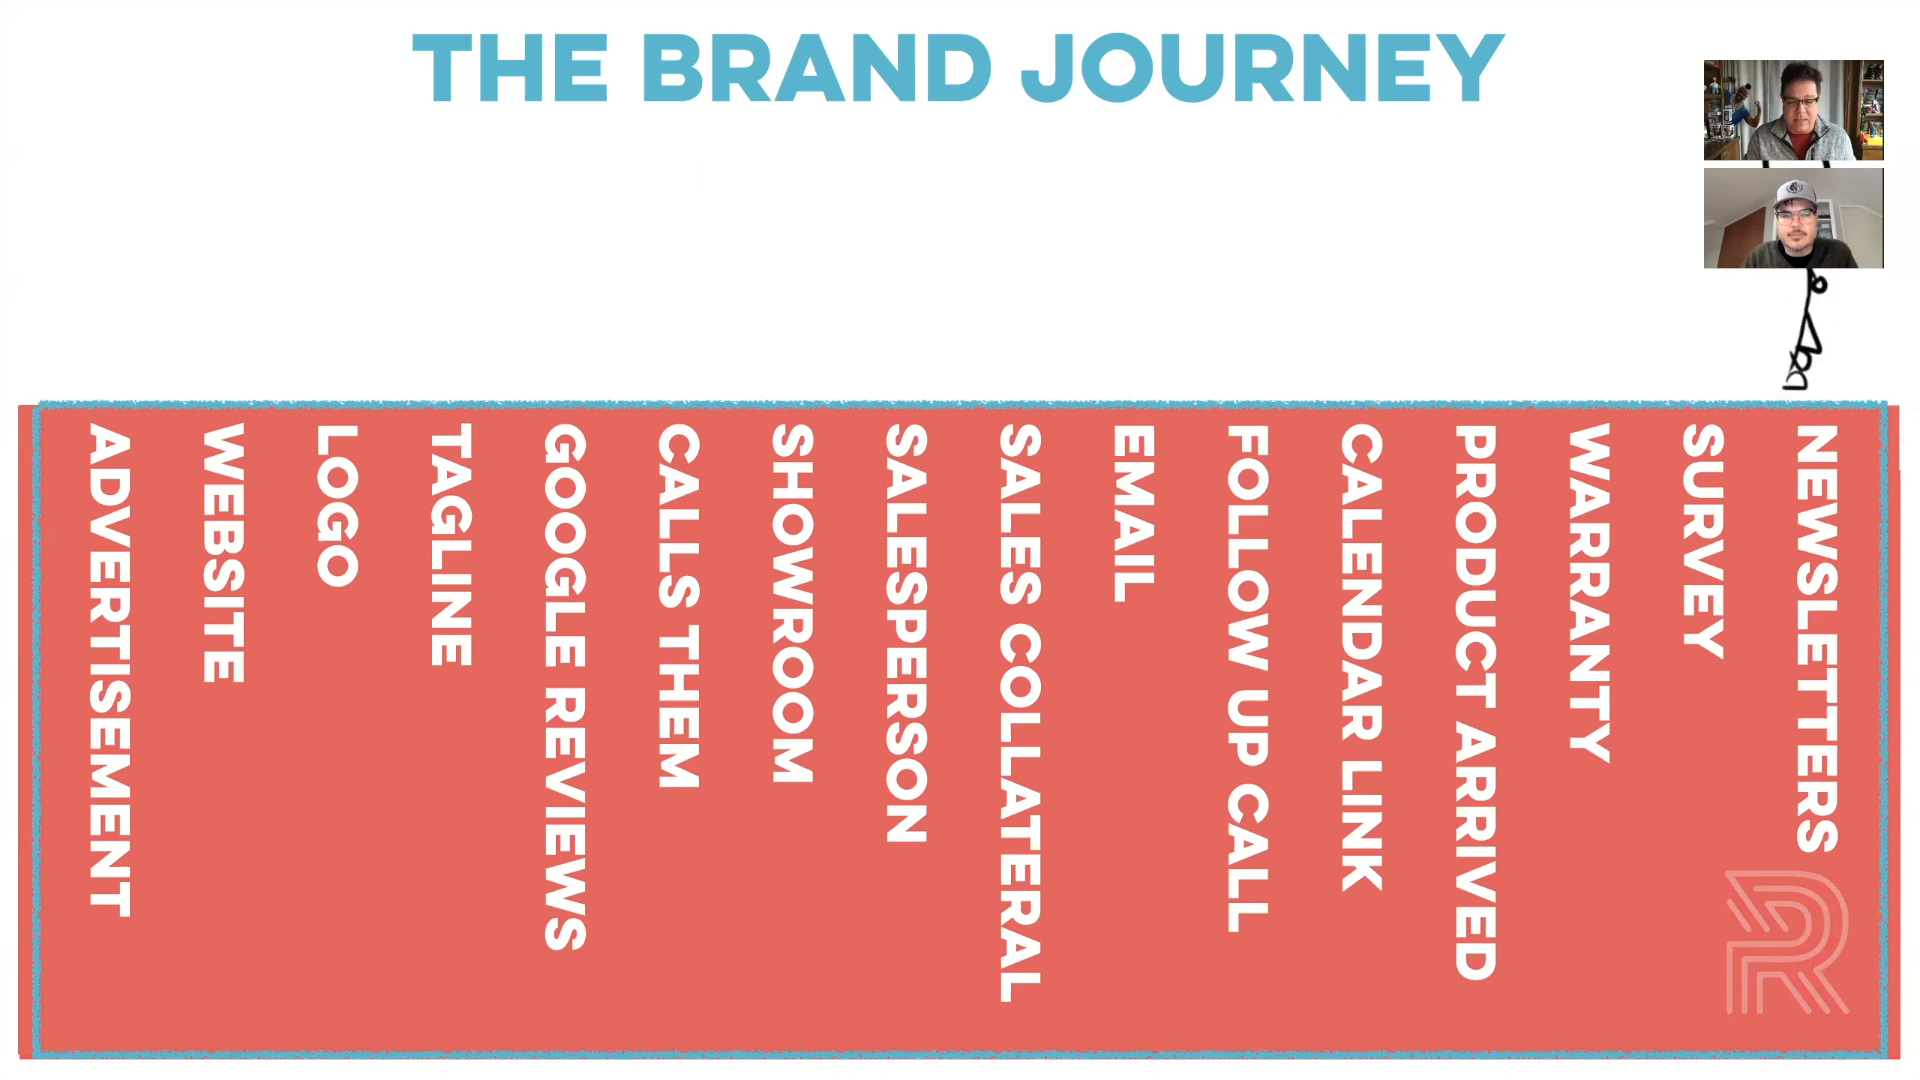 THE BRAND JOURNEY
ADVERTISEMENT
WEBSITE
LOGO
TAGLINE
GOOGLE REVIEWS
CALLS THEM
SHOWROOM
SALESPERSON
SALES COLLATERAL
EMAIL
FOLLOW UP CALL
CALENDAR LINK
PRODUCT ARRIVED
WARRANTY
SURVEY
NEWSLETTERS
R